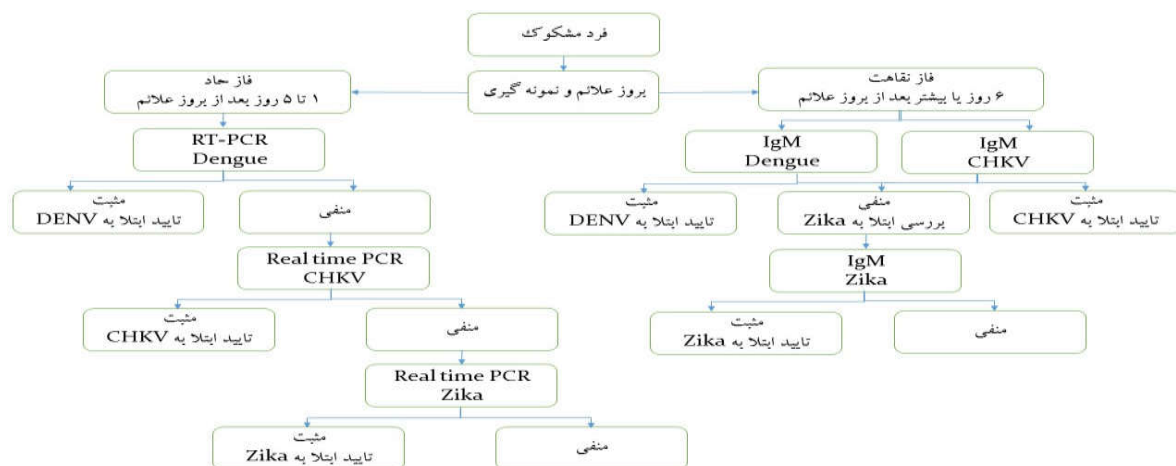 فرد مشکوک
بروز علائم و نمونه گیری
فاز حاد
۱ تا ۵ روز بعد از بروز علائم
فاز نقاهت
۶ روز یا بیشتر بعد از بروز علائم
RT-PCR
Dengue
IgM
Dengue
IgM
CHKV
مثبت
تایید ابتلا به DENV
منفی
مثبت
تایید ابتلا به DENV
منفی
بررسی ابتلا به Zika
مثبت
تایید ابتلا به CHKV
Real time PCR
CHKV
IgM
Zika
مثبت
تایید ابتلا به CHKV
منفی
مثبت
تایید ابتلا به Zika
منفی
Real time PCR
Zika
مثبت
تایید ابتلا به Zika
منفی